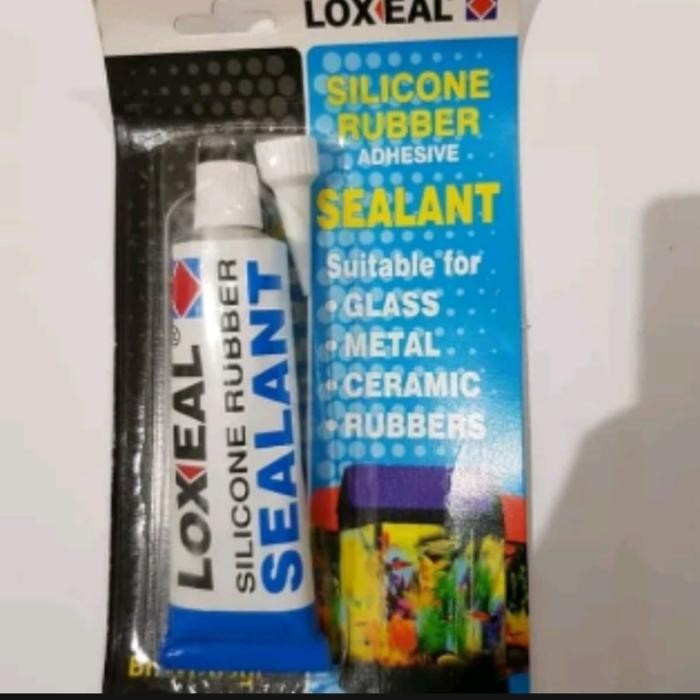 LOXEAL
SILICONE
RUBBER
ADHESIVE
SEALANT
Suitable for
• GLASS
• METAL
• CERAMIC
• RUBBERS
LOXEAL®
SILICONE RUBBER
SEALANT